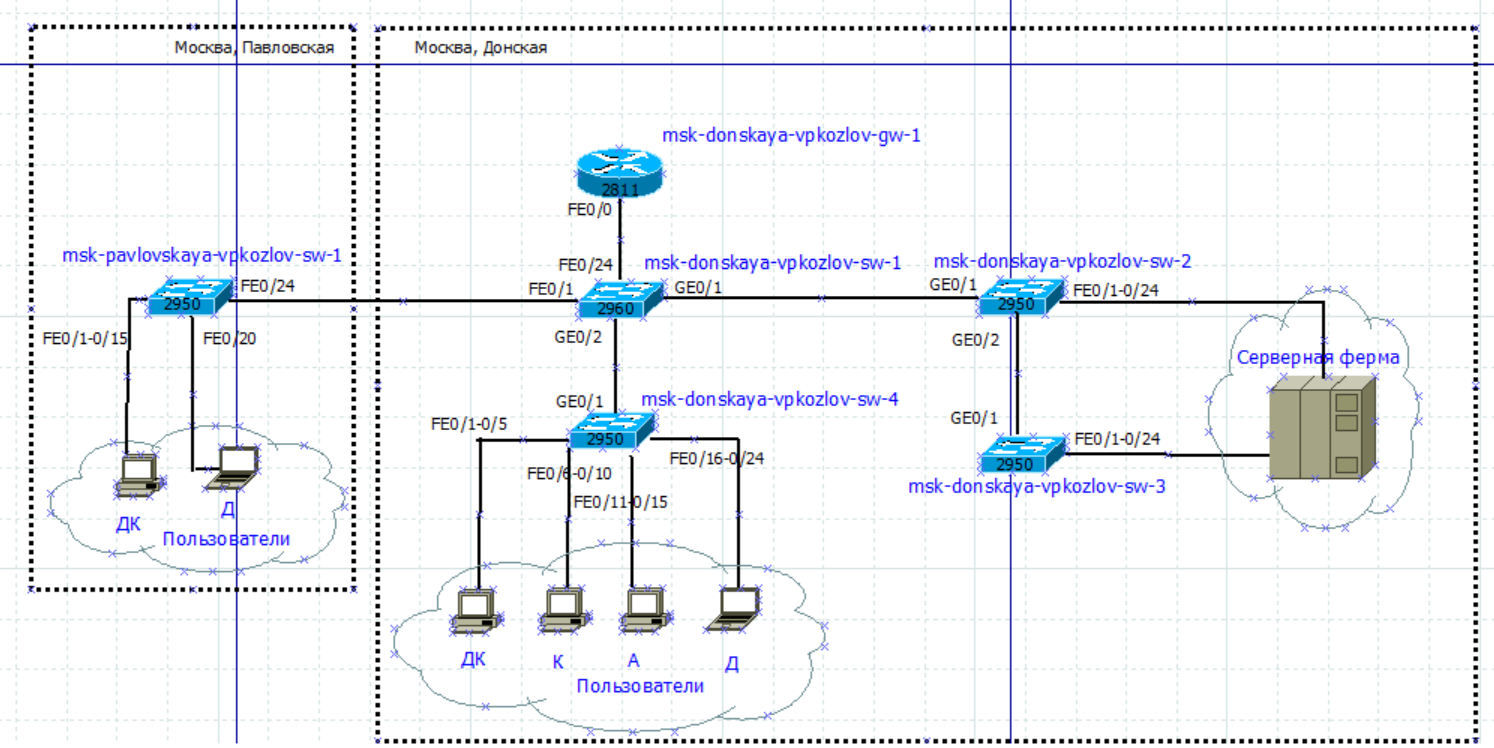 Москва, Павловская
Москва, Донская
msk-donskaya-vpkozlov-gw-1
2811
FE0/0
msk-pavlovskaya-vpkozlov-sw-1
FE0/24
msk-donskaya-vpkozlov-sw-1
msk-donskaya-vpkozlov-sw-2
FE0/24
2950
FE0/1
2960
GE0/1
GE0/1
2950
FE0/1-0/24
FE0/1-0/15
FE0/20
GE0/2
GE0/2
Серверная ферма
GE0/1
msk-donskaya-vpkozlov-sw-4
FE0/1-0/5
2950
FE0/16-0/24
GE0/1
FE0/1-0/24
2950
msk-donskaya-vpkozlov-sw-3
FE0/6-0/10
FE0/11-0/15
ДК
Д
Пользователи
ДК
К
А
Д
Пользователи